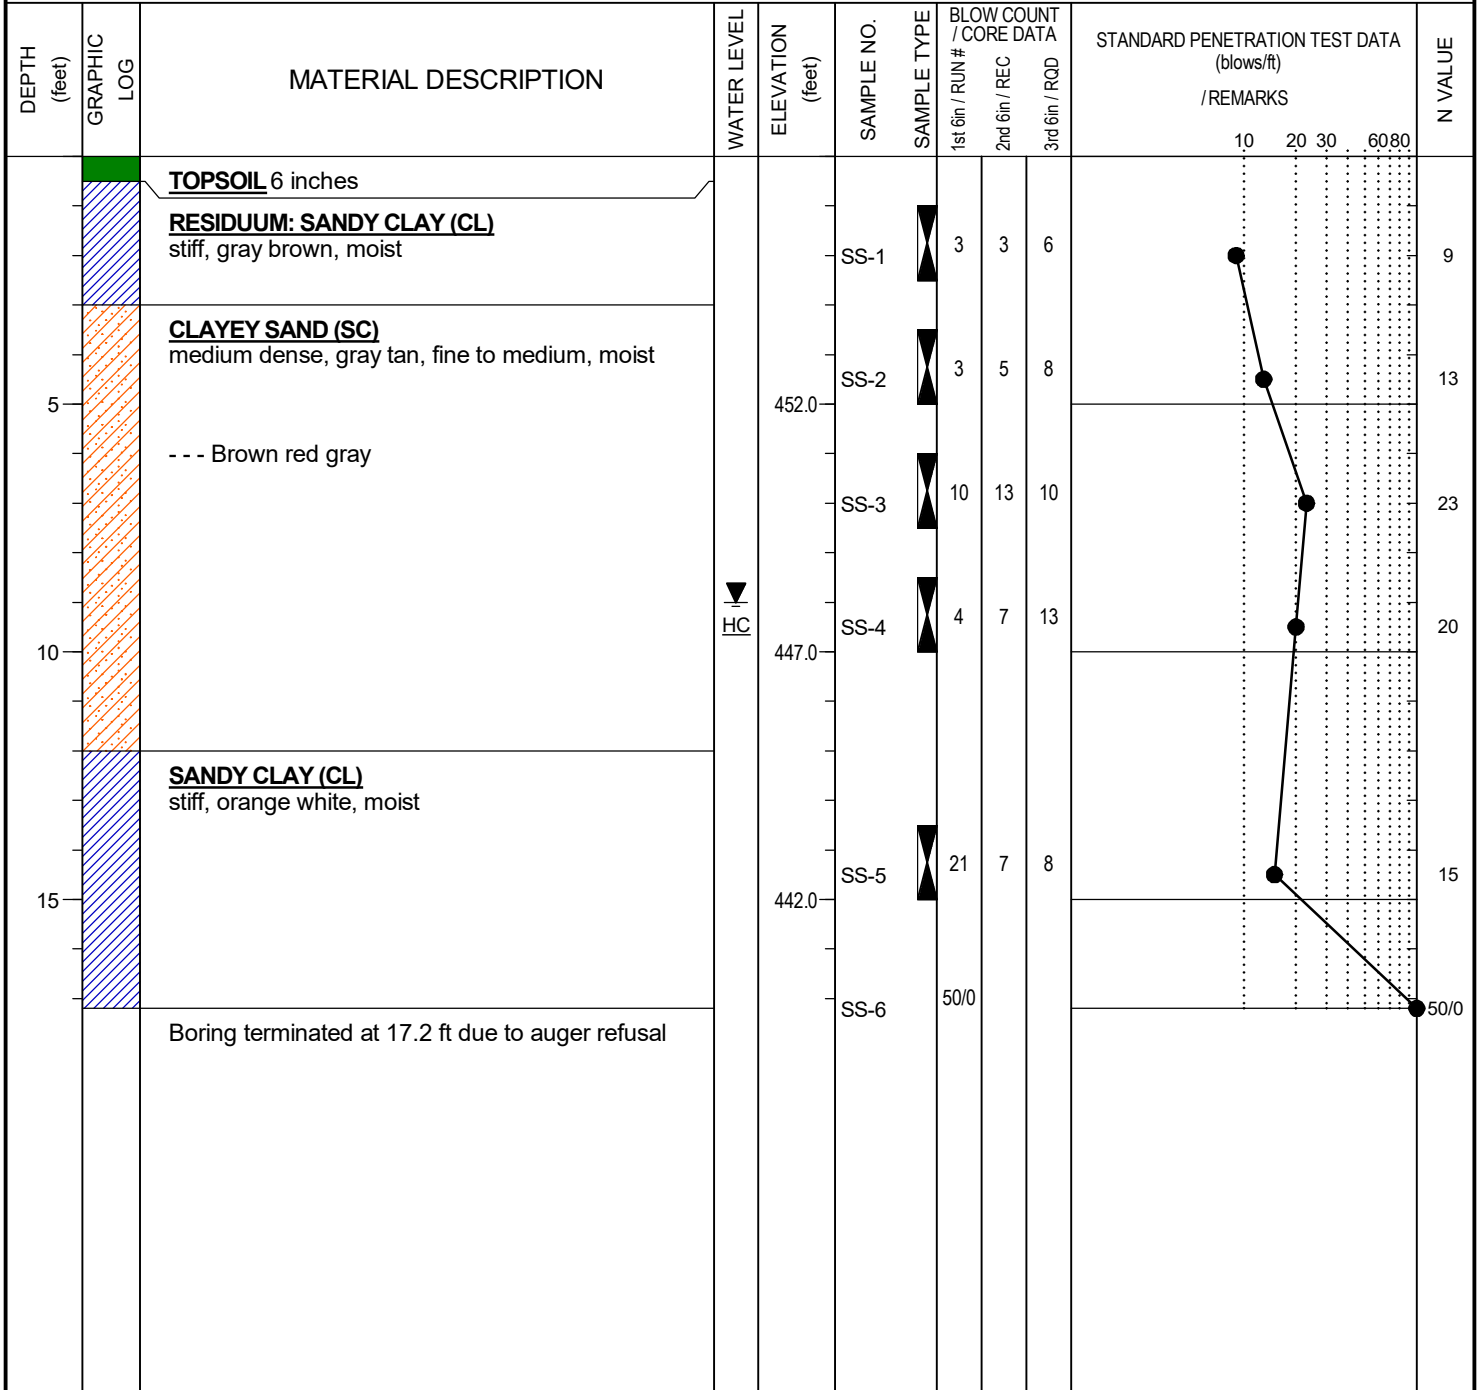 DEPTH
(feet)
GRAPHIC
LOG
MATERIAL DESCRIPTION
WATER LEVEL
ELEVATION
(feet)
SAMPLE NO.
SAMPLE TYPE
BLOW COUNT
/ CORE DATA
1st 6in / RUN #
2nd 6in / REC
3rd 6in / RQD
STANDARD PENETRATION TEST DATA
(blows/ft)
/ REMARKS
10 20 30 60 80
N VALUE
TOPSOIL 6 inches
RESIDUUM: SANDY CLAY (CL)
stiff, gray brown, moist
SS-1 3 3 6 9
CLAYEY SAND (SC)
medium dense, gray tan, fine to medium, moist
SS-2 3 5 8 13
5 452.0
- - - Brown red gray
SS-3 10 13 10 23
HC SS-4 4 7 13 20
10 447.0
SANDY CLAY (CL)
stiff, orange white, moist
SS-5 21 7 8 15
15 442.0
SS-6 50/0 50/0
Boring terminated at 17.2 ft due to auger refusal